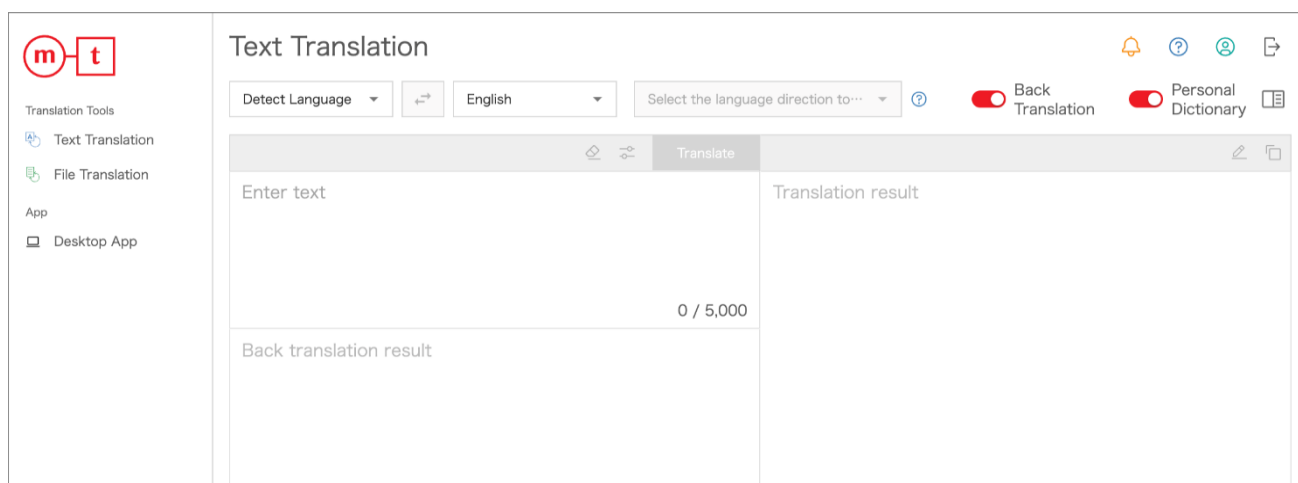 m t
Text Translation
Translation Tools
Text Translation
File Translation
App
Desktop App
Detect Language
English
Select the language direction to…
Back
Translation
Personal
Dictionary
Translate
Enter text
0 / 5,000
Back translation result
Translation result